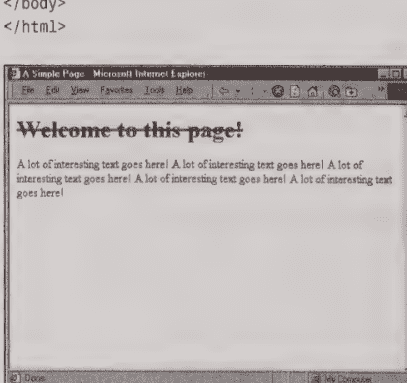 </body>
</html>
A Simple Page - Microsoft Internet Explorer
File Edit View Favorites Tools Help
Welcome to this page!
A lot of interesting text goes here! A lot of interesting text goes here! A lot of
interesting text goes here! A lot of interesting text goes here! A lot of interesting text
goes here!
Done My Computer